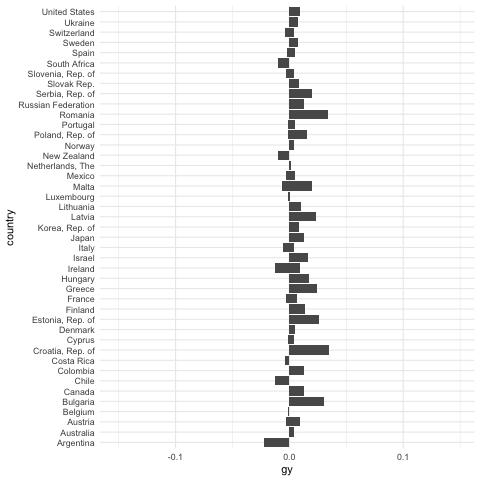 United States
Ukraine
Switzerland
Sweden
Spain
South Africa
Slovenia, Rep. of
Slovak Rep.
Serbia, Rep. of
Russian Federation
Romania
Portugal
Poland, Rep. of
Norway
New Zealand
Netherlands, The
Mexico
Malta
Luxembourg
Lithuania
Latvia
Korea, Rep. of
Japan
Italy
Israel
Ireland
Hungary
Greece
France
Finland
Estonia, Rep. of
Denmark
Cyprus
Croatia, Rep. of
Costa Rica
Colombia
Chile
Canada
Bulgaria
Belgium
Austria
Australia
Argentina
country
-0.1 0.0 0.1
gy